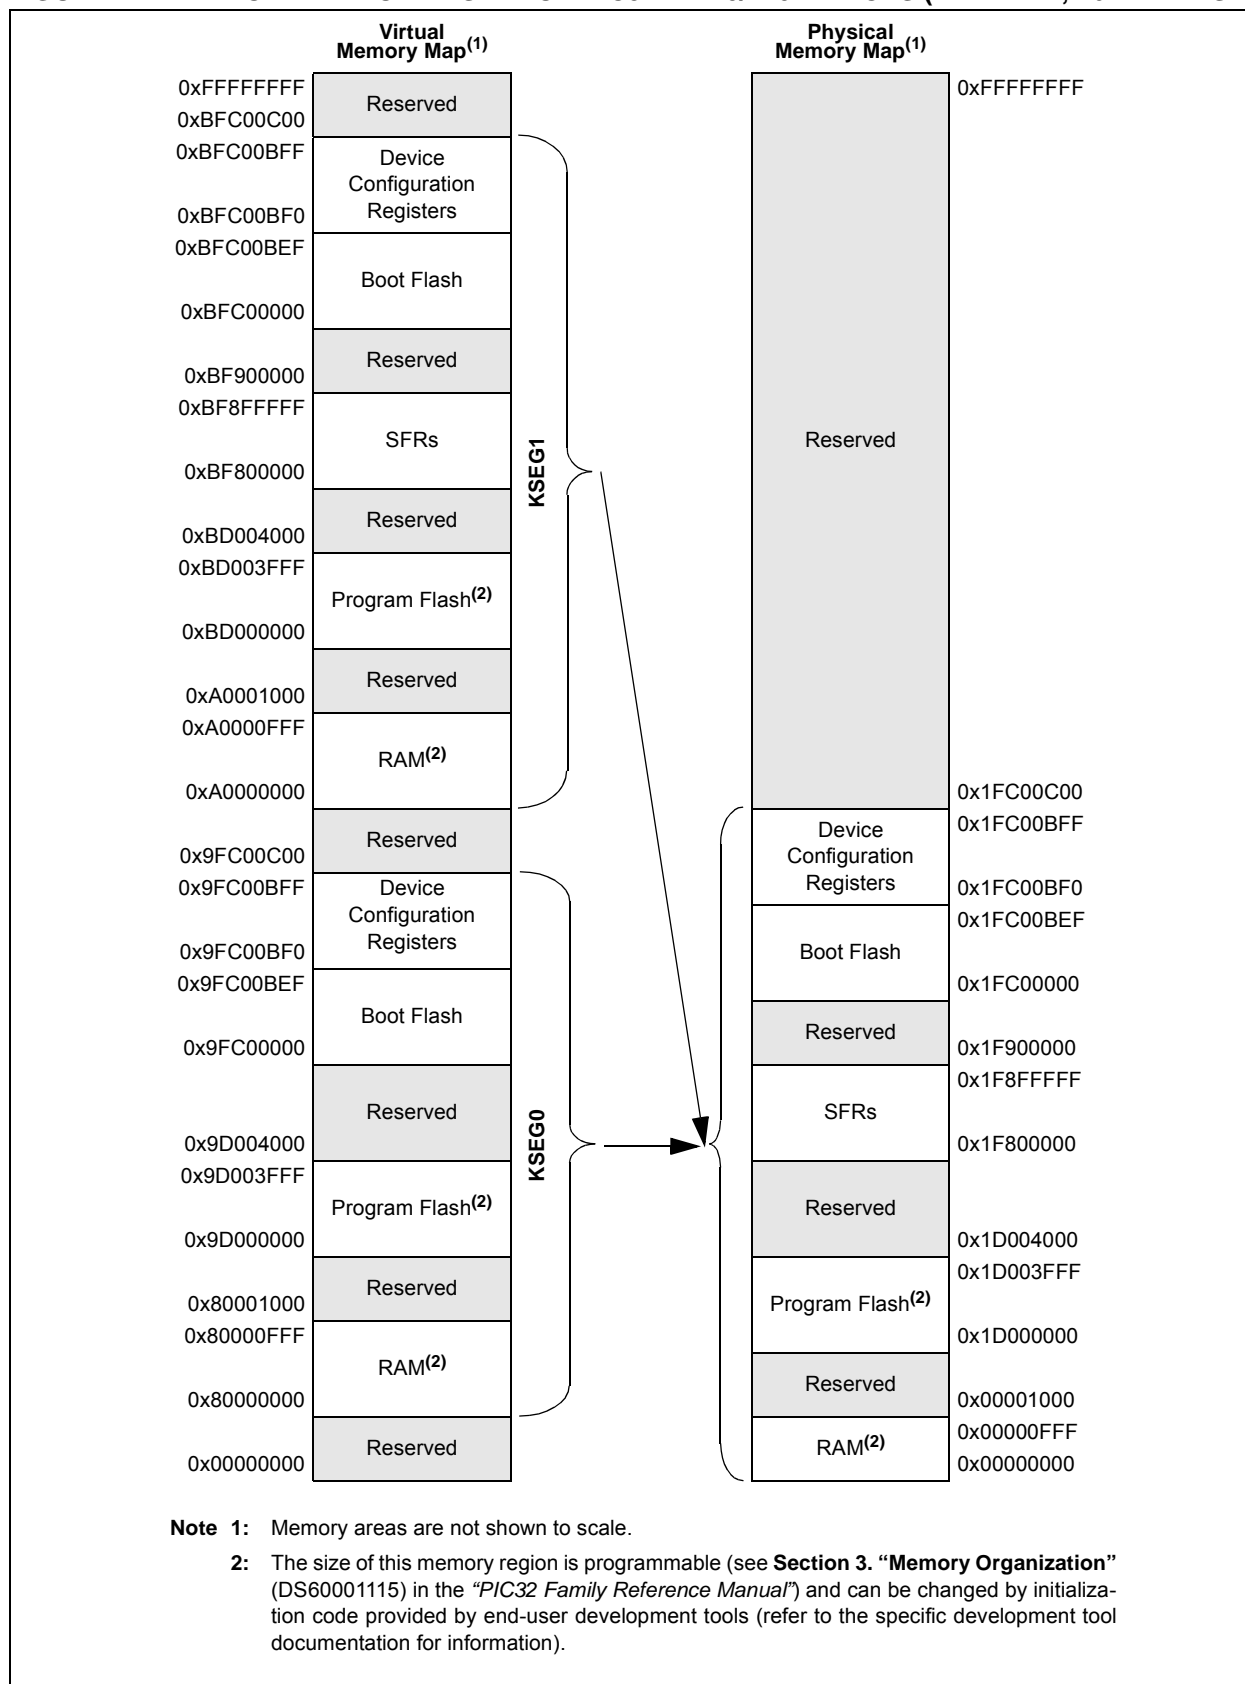 Virtual
Memory Map(1)
0xFFFFFFFF
Reserved
0xBFC00C00
0xBFC00BFF
Device
Configuration
Registers
0xBFC00BF0
0xBFC00BEF
Boot Flash
0xBFC00000
Reserved
0xBF900000
0xBF8FFFFF
SFRs
0xBF800000
Reserved
0xBD004000
0xBD003FFF
Program Flash(2)
0xBD000000
Reserved
0xA0001000
0xA0000FFF
RAM(2)
0xA0000000
Reserved
0x9FC00C00
0x9FC00BFF
Device
Configuration
Registers
0x9FC00BF0
0x9FC00BEF
Boot Flash
0x9FC00000
Reserved
0x9D004000
0x9D003FFF
Program Flash(2)
0x9D000000
Reserved
0x80001000
0x80000FFF
RAM(2)
0x80000000
Reserved
0x00000000
KSEG1
KSEG0
Physical
Memory Map(1)
0xFFFFFFFF
Reserved
0x1FC00C00
0x1FC00BFF
Device
Configuration
Registers
0x1FC00BF0
0x1FC00BEF
Boot Flash
0x1FC00000
Reserved
0x1F900000
0x1F8FFFFF
SFRs
0x1F800000
Reserved
0x1D004000
0x1D003FFF
Program Flash(2)
0x1D000000
Reserved
0x00001000
0x00000FFF
RAM(2)
0x00000000
Note 1: Memory areas are not shown to scale.
2: The size of this memory region is programmable (see Section 3. “Memory Organization”
(DS60001115) in the “PIC32 Family Reference Manual”) and can be changed by initializa-
tion code provided by end-user development tools (refer to the specific development tool
documentation for information).